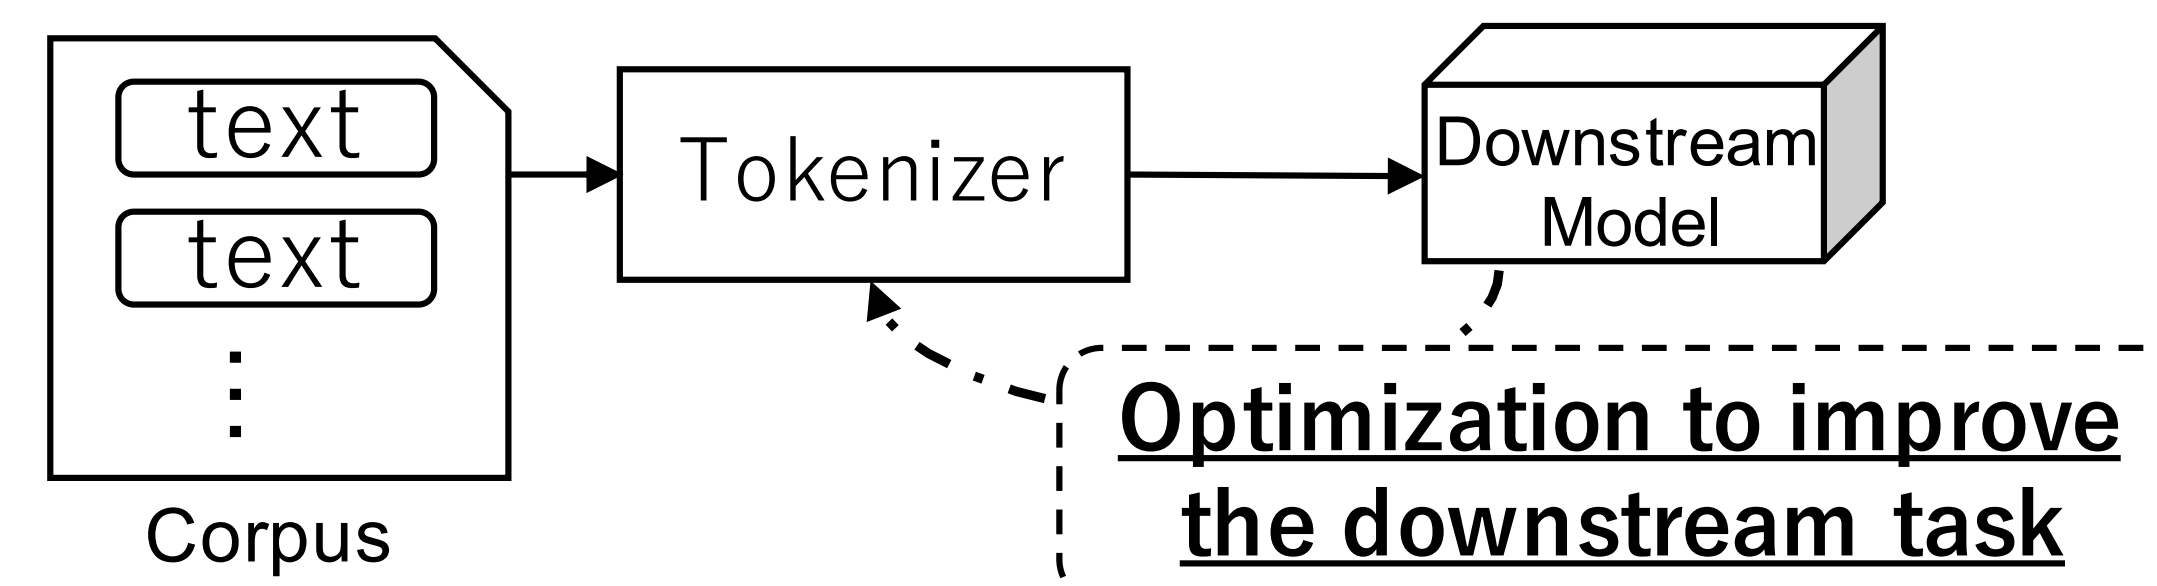 text
text
Corpus
Tokenizer
Downstream
Model
Optimization to improve
the downstream task